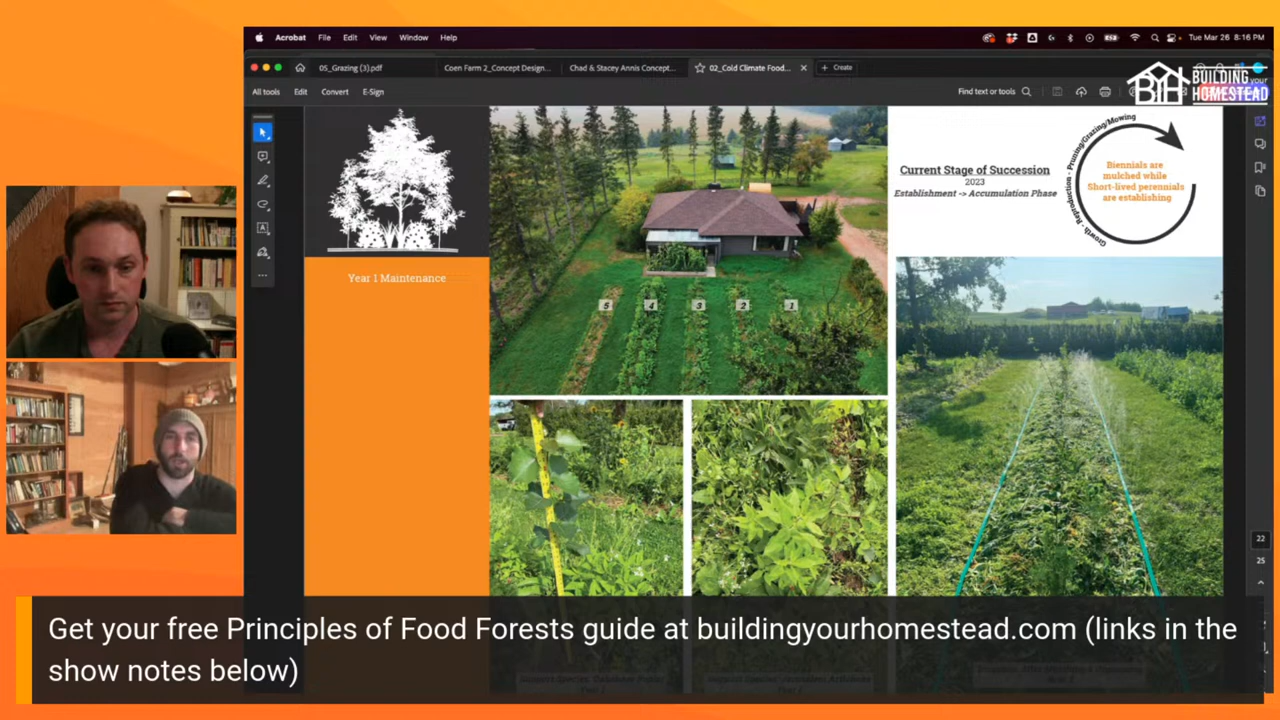 Acrobat File Edit View Window Help
Tue Mar 26 8:16 PM
05_Grazing (3).pdf
Coen Farm 2_Concept Design...
Chad & Stacey Annis Concept...
02_Cold Climate Food...
+ Create
All tools Edit Convert E-Sign
Find text or tools
BYH BUILDING your HOMESTEAD
Year 1 Maintenance
5 4 3 2 1
Current Stage of Succession
2023
Establishment -> Accumulation Phase
Growth - Reproduction - Pruning/Grazing/Mowing
Biennials are
mulched while
Short-lived perennials
are establishing
22
25
Get your free Principles of Food Forests guide at buildingyourhomestead.com (links in the
show notes below)